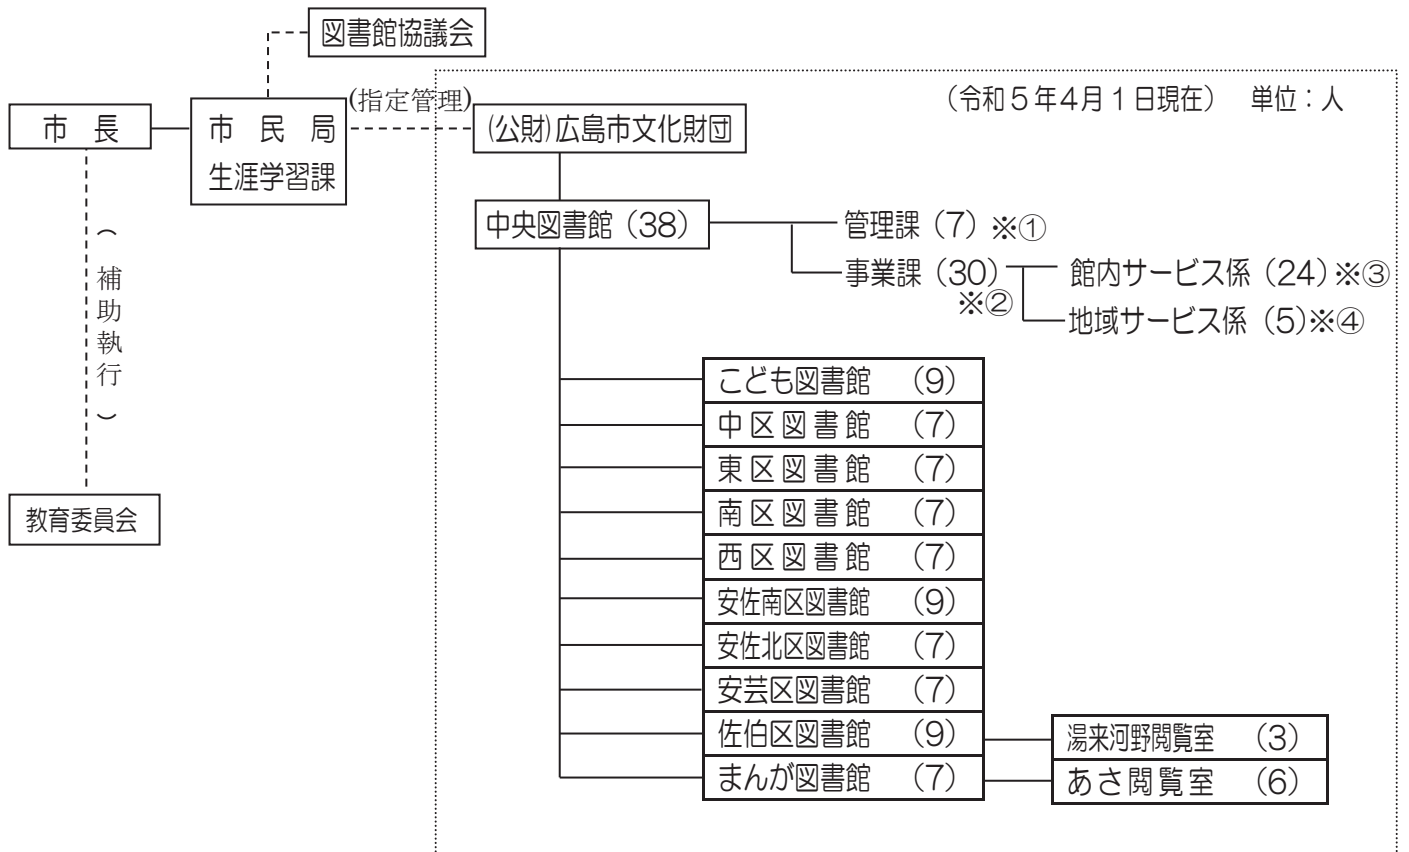 図書館協議会
(指定管理)
（令和５年４月１日現在）　単位：人
市　長
市　民　局
生涯学習課
(公財)広島市文化財団
中央図書館（38）
管理課（7）※①
事業課（30）
※②
館内サービス係（24）※③
地域サービス係（5）※④
（補助執行）
教育委員会
こども図書館　（9）
中区図書館　（7）
東区図書館　（7）
南区図書館　（7）
西区図書館　（7）
安佐南区図書館　（9）
安佐北区図書館　（7）
安芸区図書館　（7）
佐伯区図書館　（9）
湯来河野閲覧室　（3）
まんが図書館　（7）
あさ閲覧室　（6）